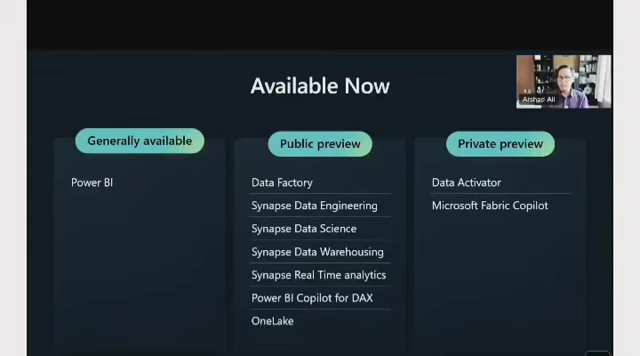 Available Now
Arshad Ali
Generally available
Power BI
Public preview
Data Factory
Synapse Data Engineering
Synapse Data Science
Synapse Data Warehousing
Synapse Real Time analytics
Power BI Copilot for DAX
OneLake
Private preview
Data Activator
Microsoft Fabric Copilot